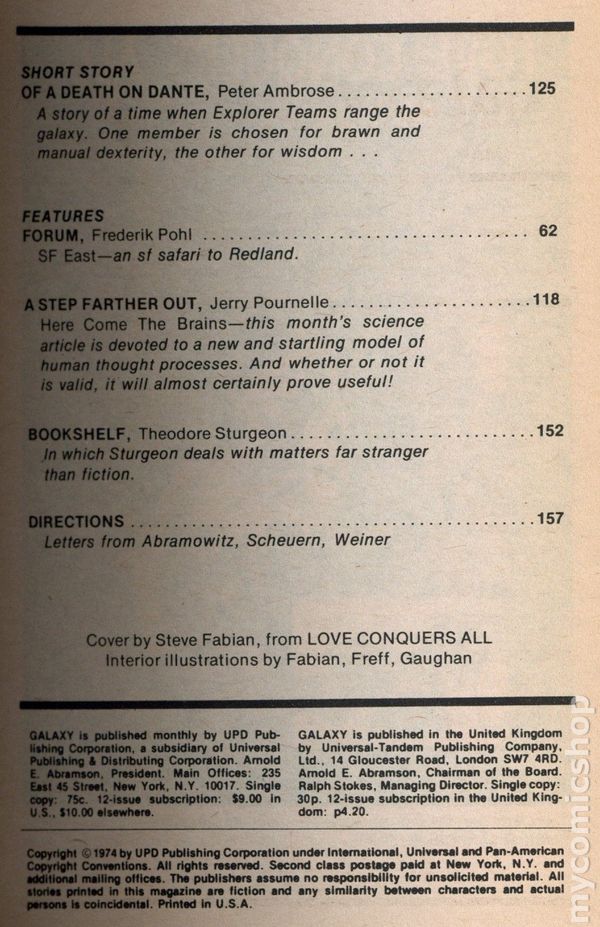 SHORT STORY
OF A DEATH ON DANTE, Peter Ambrose......................125
A story of a time when Explorer Teams range the
galaxy. One member is chosen for brawn and
manual dexterity, the other for wisdom . . .
FEATURES
FORUM, Frederik Pohl .................................. 62
SF East—an sf safari to Redland.
A STEP FARTHER OUT, Jerry Pournelle.......................118
Here Come The Brains—this month's science
article is devoted to a new and startling model of
human thought processes. And whether or not it
is valid, it will almost certainly prove useful!
BOOKSHELF, Theodore Sturgeon............................152
In which Sturgeon deals with matters far stranger
than fiction.
DIRECTIONS ..............................................157
Letters from Abramowitz, Scheuern, Weiner
Cover by Steve Fabian, from LOVE CONQUERS ALL
Interior illustrations by Fabian, Freff, Gaughan
GALAXY is published monthly by UPD Pub-
lishing Corporation, a subsidiary of Universal
Publishing & Distributing Corporation. Arnold
E. Abramson, President. Main Offices: 235
East 45 Street, New York, N.Y. 10017. Single
copy: 75c. 12-issue subscription: $9.00 in
U.S., $10.00 elsewhere.
GALAXY is published in the United Kingdom
by Universal-Tandem Publishing Company,
Ltd., 14 Gloucester Road, London SW7 4RD.
Arnold E. Abramson, Chairman of the Board.
Ralph Stokes, Managing Director. Single copy:
30p. 12-issue subscription in the United King-
dom: p4.20.
Copyright © 1974 by UPD Publishing Corporation under International, Universal and Pan-American
Copyright Conventions. All rights reserved. Second class postage paid at New York, N.Y. and
additional mailing offices. The publishers assume no responsibility for unsolicited material. All
stories printed in this magazine are fiction and any similarity between characters and actual
persons is coincidental. Printed in U.S.A.
mycomicshop